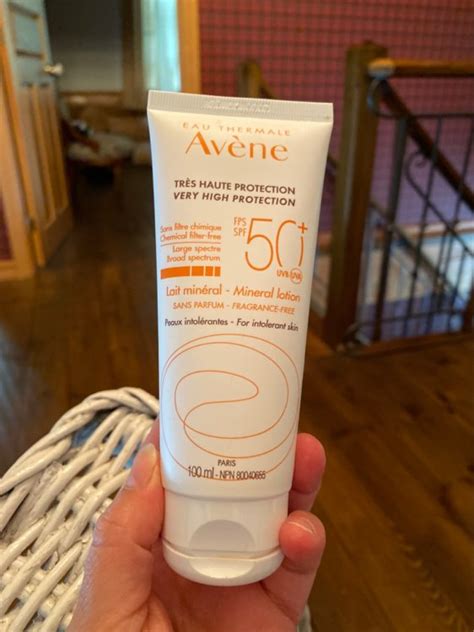 EAU THERMALE
Avène
TRÈS HAUTE PROTECTION
VERY HIGH PROTECTION
Sans filtre chimique
Chemical filter-free
Large spectre
Broad spectrum
FPS
SPF
50+
UVB UVA
Lait minéral - Mineral lotion
SANS PARFUM - FRAGRANCE-FREE
Peaux intolérantes - For intolerant skin
PARIS
100 ml - NPN 80040655